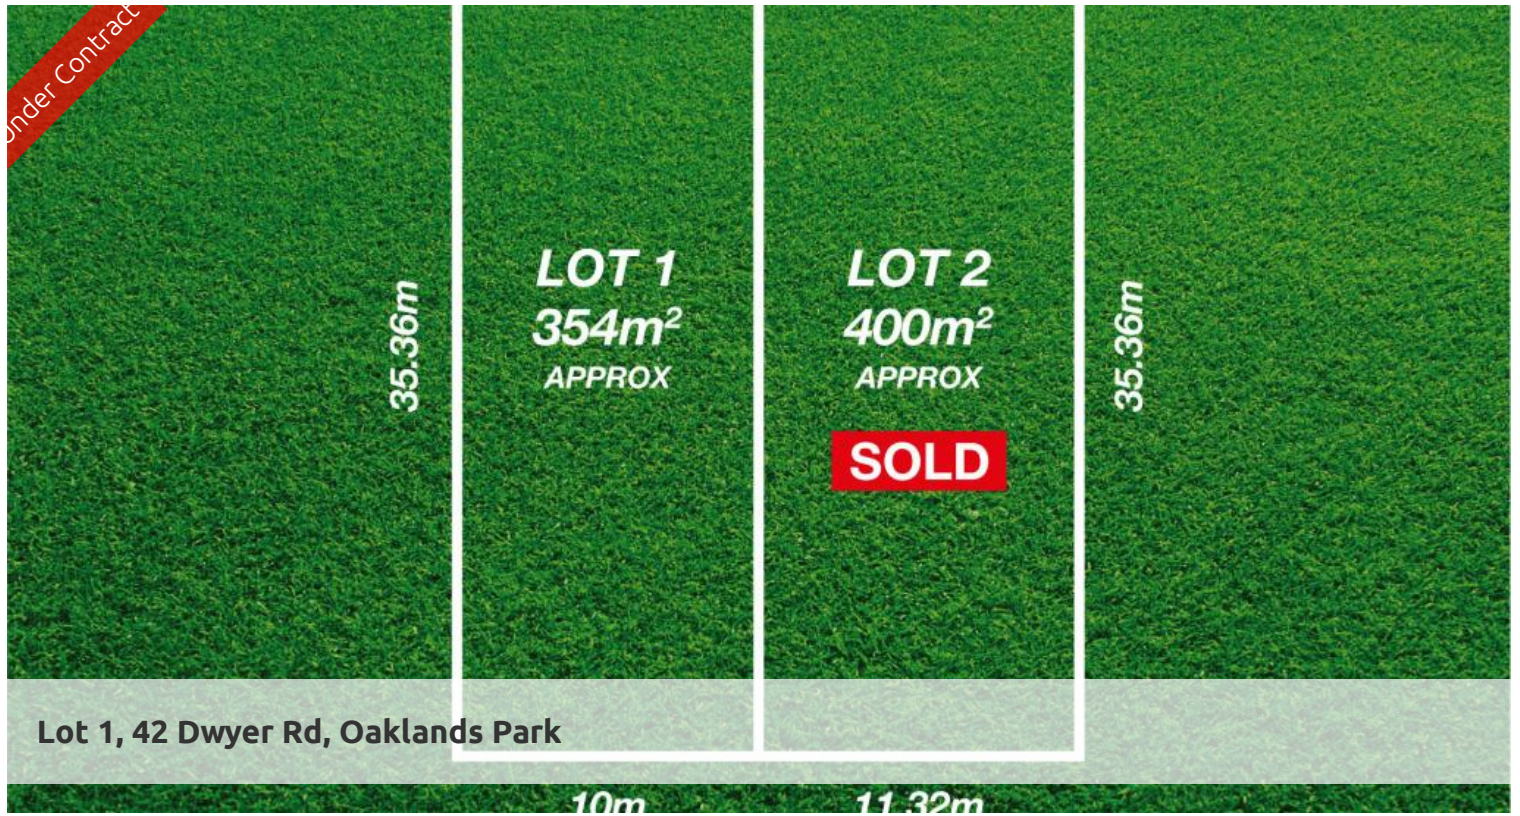 Under Contract
LOT 1
354m²
APPROX
LOT 2
400m²
APPROX
SOLD
35.36m
35.36m
Lot 1, 42 Dwyer Rd, Oaklands Park
10m
11.32m